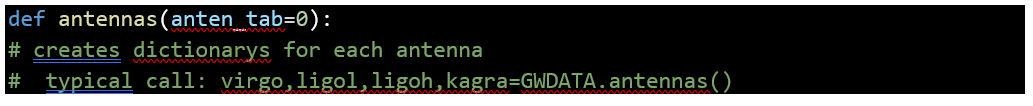 def antennas(anten_tab=0):
# creates dictionarys for each antenna
#  typical call: virgo,ligol,ligoh,kagra=GWDATA.antennas()